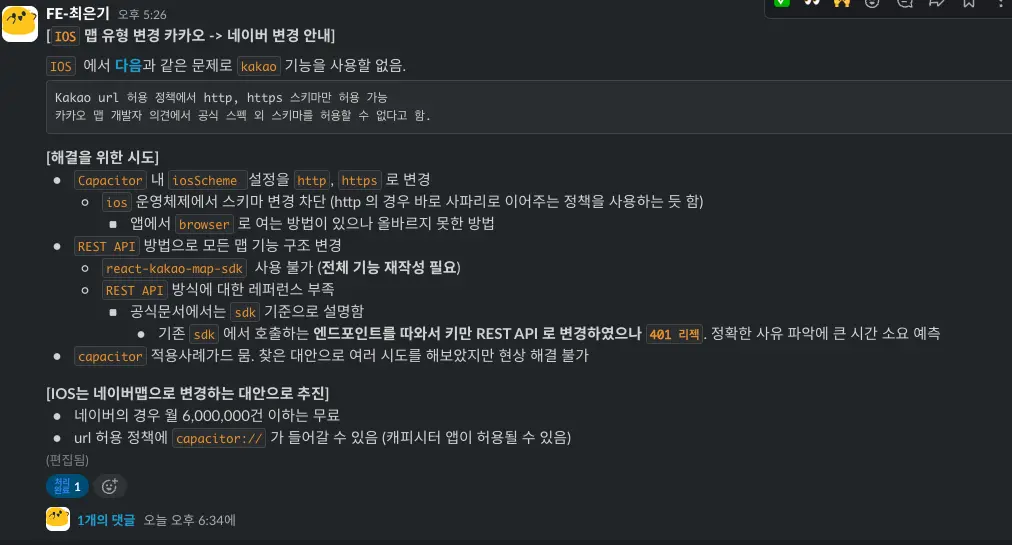 FE-최은기 오후 5:26
[IOS 맵 유형 변경 카카오 -> 네이버 변경 안내]
IOS 에서 다음과 같은 문제로 kakao 기능을 사용할 없음.
Kakao url 허용 정책에서 http, https 스키마만 허용 가능
카카오 맵 개발자 의견에서 공식 스펙 외 스키마를 허용할 수 없다고 함.
[해결을 위한 시도]
Capacitor 내 iosScheme 설정을 http, https 로 변경
ios 운영체제에서 스키마 변경 차단 (http 의 경우 바로 사파리로 이어주는 정책을 사용하는 듯 함)
앱에서 browser 로 여는 방법이 있으나 올바르지 못한 방법
REST API 방법으로 모든 맵 기능 구조 변경
react-kakao-map-sdk 사용 불가 (전체 기능 재작성 필요)
REST API 방식에 대한 레퍼런스 부족
공식문서에서는 sdk 기준으로 설명함
기존 sdk 에서 호출하는 엔드포인트를 따와서 키만 REST API 로 변경하였으나 401 리젝. 정확한 사유 파악에 큰 시간 소요 예측
capacitor 적용사례가드 뭄. 찾은 대안으로 여러 시도를 해보았지만 현상 해결 불가
[IOS는 네이버맵으로 변경하는 대안으로 추진]
네이버의 경우 월 6,000,000건 이하는 무료
url 허용 정책에 capacitor:// 가 들어갈 수 있음 (캐피시터 앱이 허용될 수 있음)
(편집됨)
처리완료 1
1개의 댓글 오늘 오후 6:34에